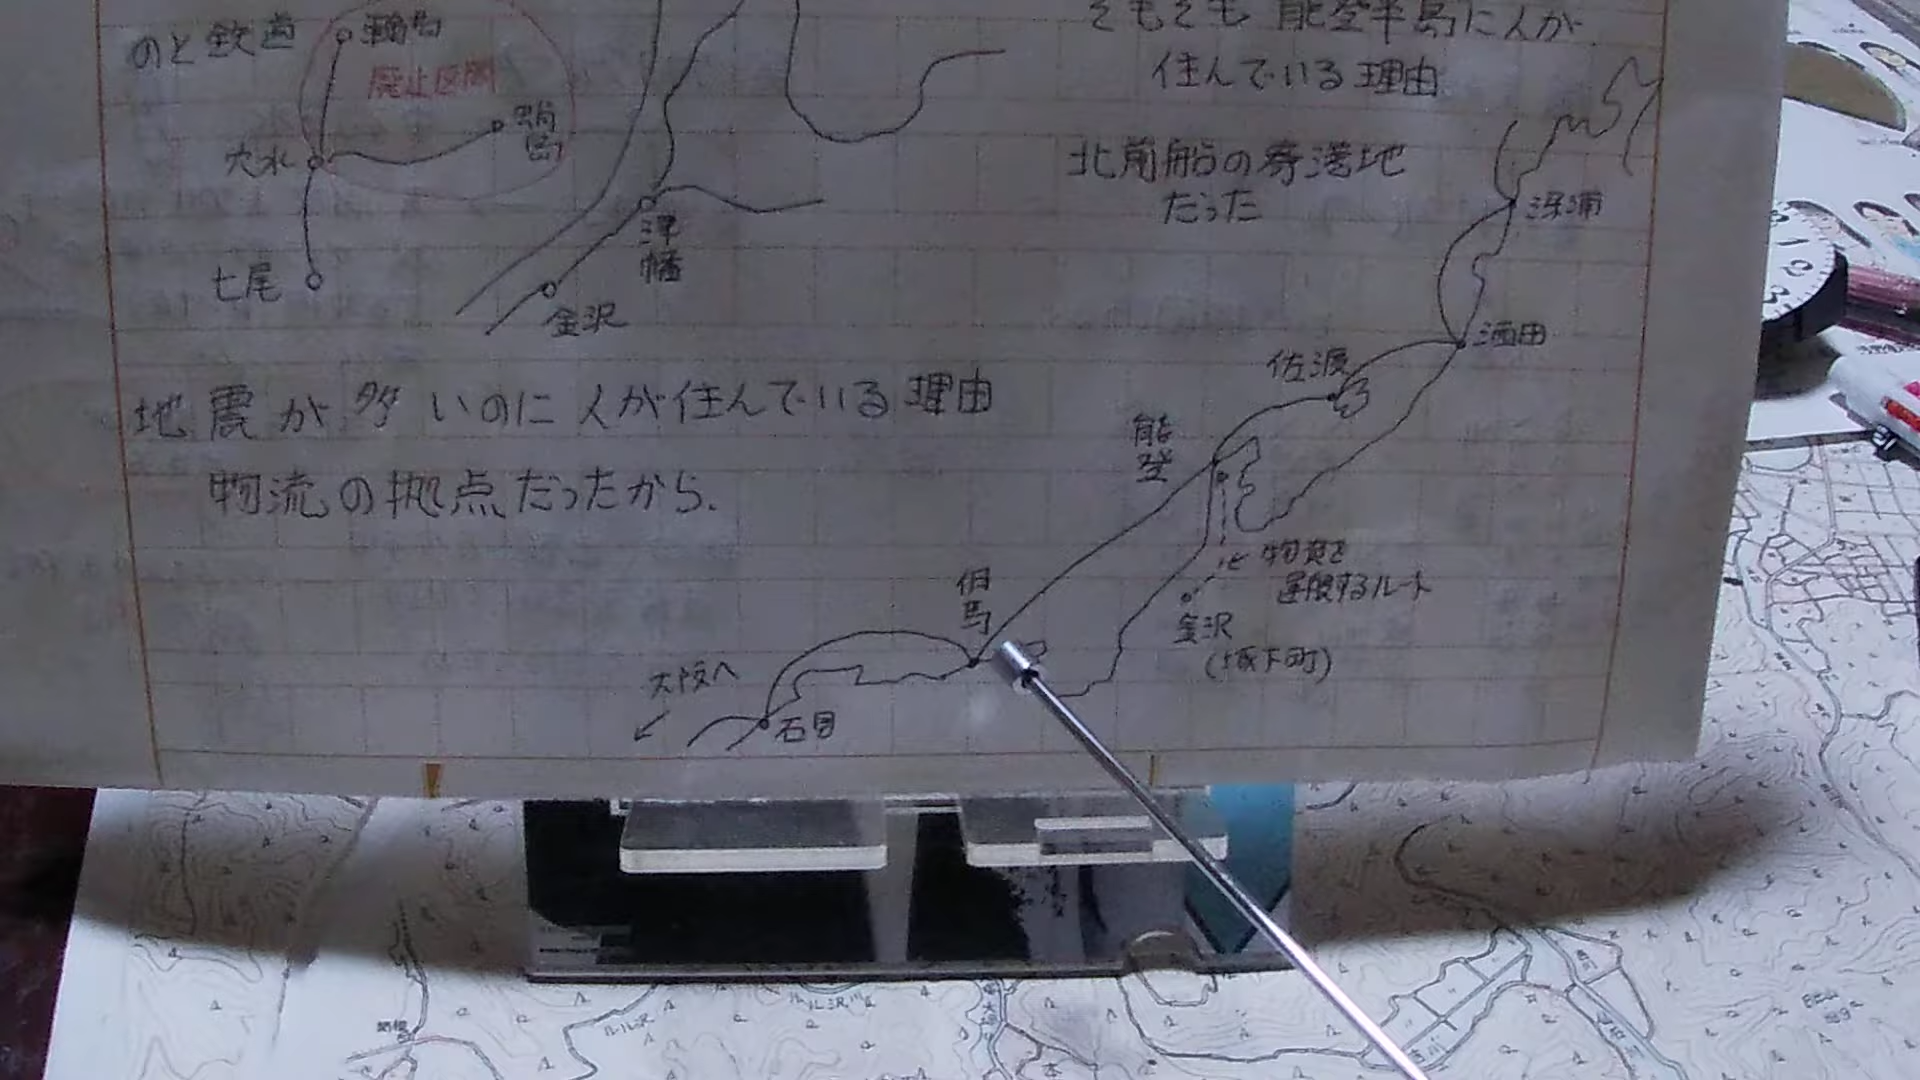 のと鉄道
輪島
廃止区間
蛸島
穴水
七尾
津幡
金沢
地震が多いのに人が住んでいる理由
物流の拠点だったから.
そもそも能登半島に人が
住んでいる理由
北前船の寄港地
だった
深浦
酒田
佐渡
能登
物資を
運搬するルート
金沢
(城下町)
但馬
大阪へ
石見